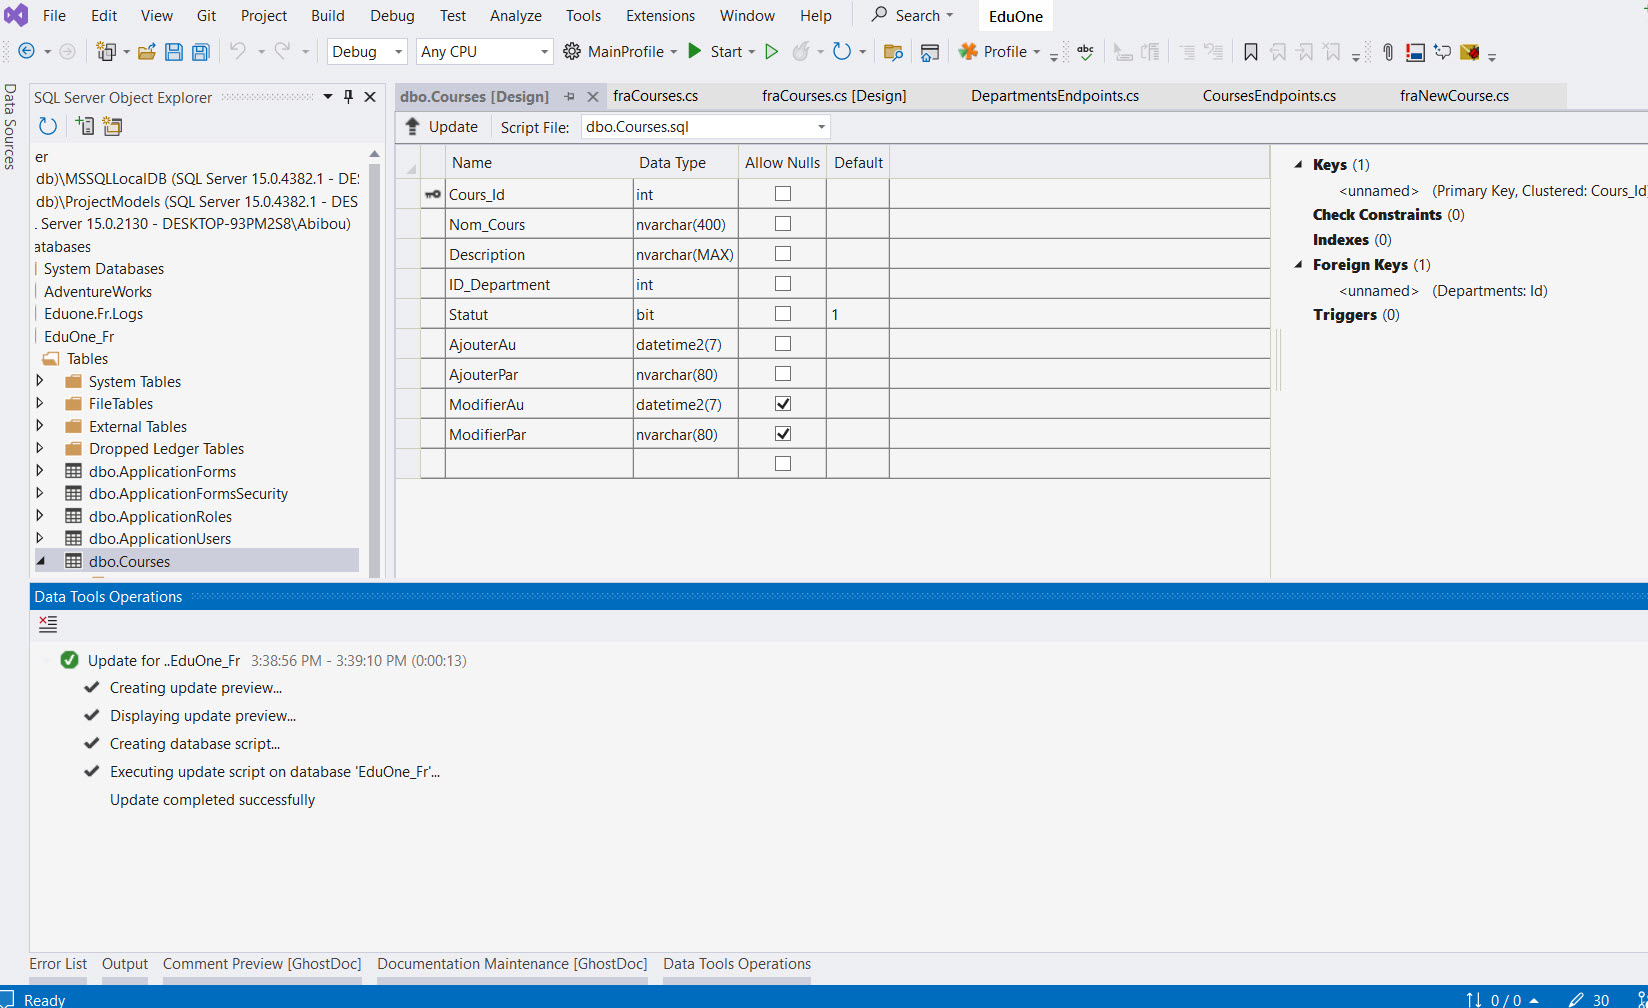 File Edit View Git Project Build Debug Test Analyze Tools Extensions Window Help Search EduOne
Debug Any CPU MainProfile Start Profile abc
Data Sources
SQL Server Object Explorer
er
db)\MSSQLLocalDB (SQL Server 15.0.4382.1 - DES
db)\ProjectModels (SQL Server 15.0.4382.1 - DES
. Server 15.0.2130 - DESKTOP-93PM2S8\Abibou)
atabases
System Databases
AdventureWorks
Eduone.Fr.Logs
EduOne_Fr
Tables
System Tables
FileTables
External Tables
Dropped Ledger Tables
dbo.ApplicationForms
dbo.ApplicationFormsSecurity
dbo.ApplicationRoles
dbo.ApplicationUsers
dbo.Courses
dbo.Courses [Design] fraCourses.cs fraCourses.cs [Design] DepartmentsEndpoints.cs CoursesEndpoints.cs fraNewCourse.cs
Update Script File: dbo.Courses.sql
Name Data Type Allow Nulls Default
Cours_Id int
Nom_Cours nvarchar(400)
Description nvarchar(MAX)
ID_Department int
Statut bit 1
AjouterAu datetime2(7)
AjouterPar nvarchar(80)
ModifierAu datetime2(7)
ModifierPar nvarchar(80)
Keys (1)
<unnamed> (Primary Key, Clustered: Cours_Id
Check Constraints (0)
Indexes (0)
Foreign Keys (1)
<unnamed> (Departments: Id)
Triggers (0)
Data Tools Operations
Update for ..EduOne_Fr 3:38:56 PM - 3:39:10 PM (0:00:13)
Creating update preview...
Displaying update preview...
Creating database script...
Executing update script on database 'EduOne_Fr'...
Update completed successfully
Error List Output Comment Preview [GhostDoc] Documentation Maintenance [GhostDoc] Data Tools Operations
Ready 0 / 0 30